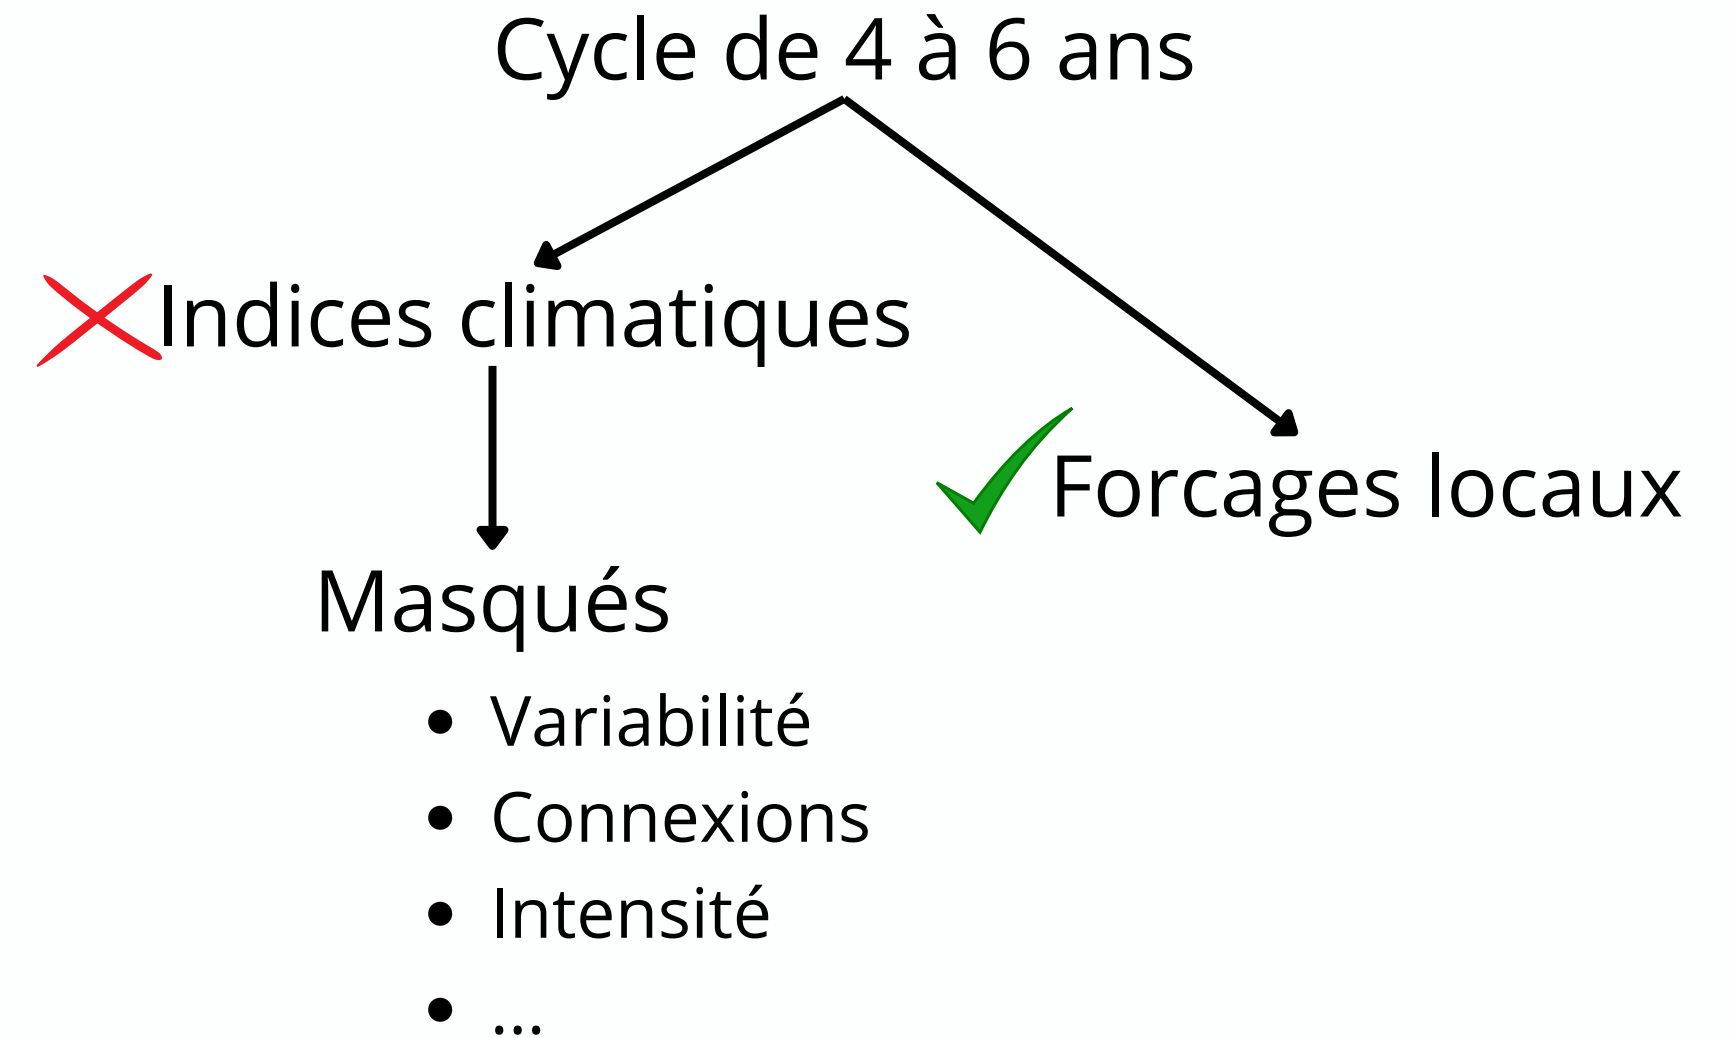 Cycle de 4 à 6 ans
Indices climatiques
Forcages locaux
Masqués
• Variabilité
• Connexions
• Intensité
• ...